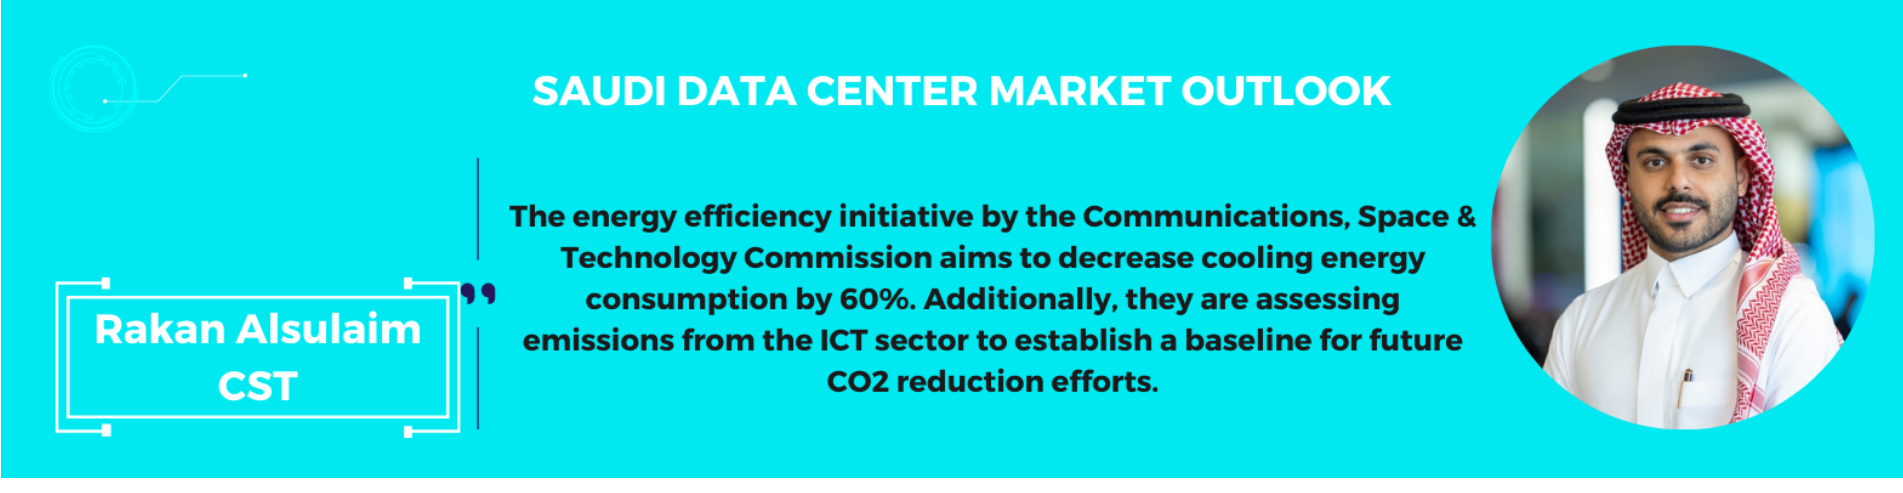 SAUDI DATA CENTER MARKET OUTLOOK
The energy efficiency initiative by the Communications, Space &
Technology Commission aims to decrease cooling energy
consumption by 60%. Additionally, they are assessing
emissions from the ICT sector to establish a baseline for future
CO2 reduction efforts.
Rakan Alsulaim
CST